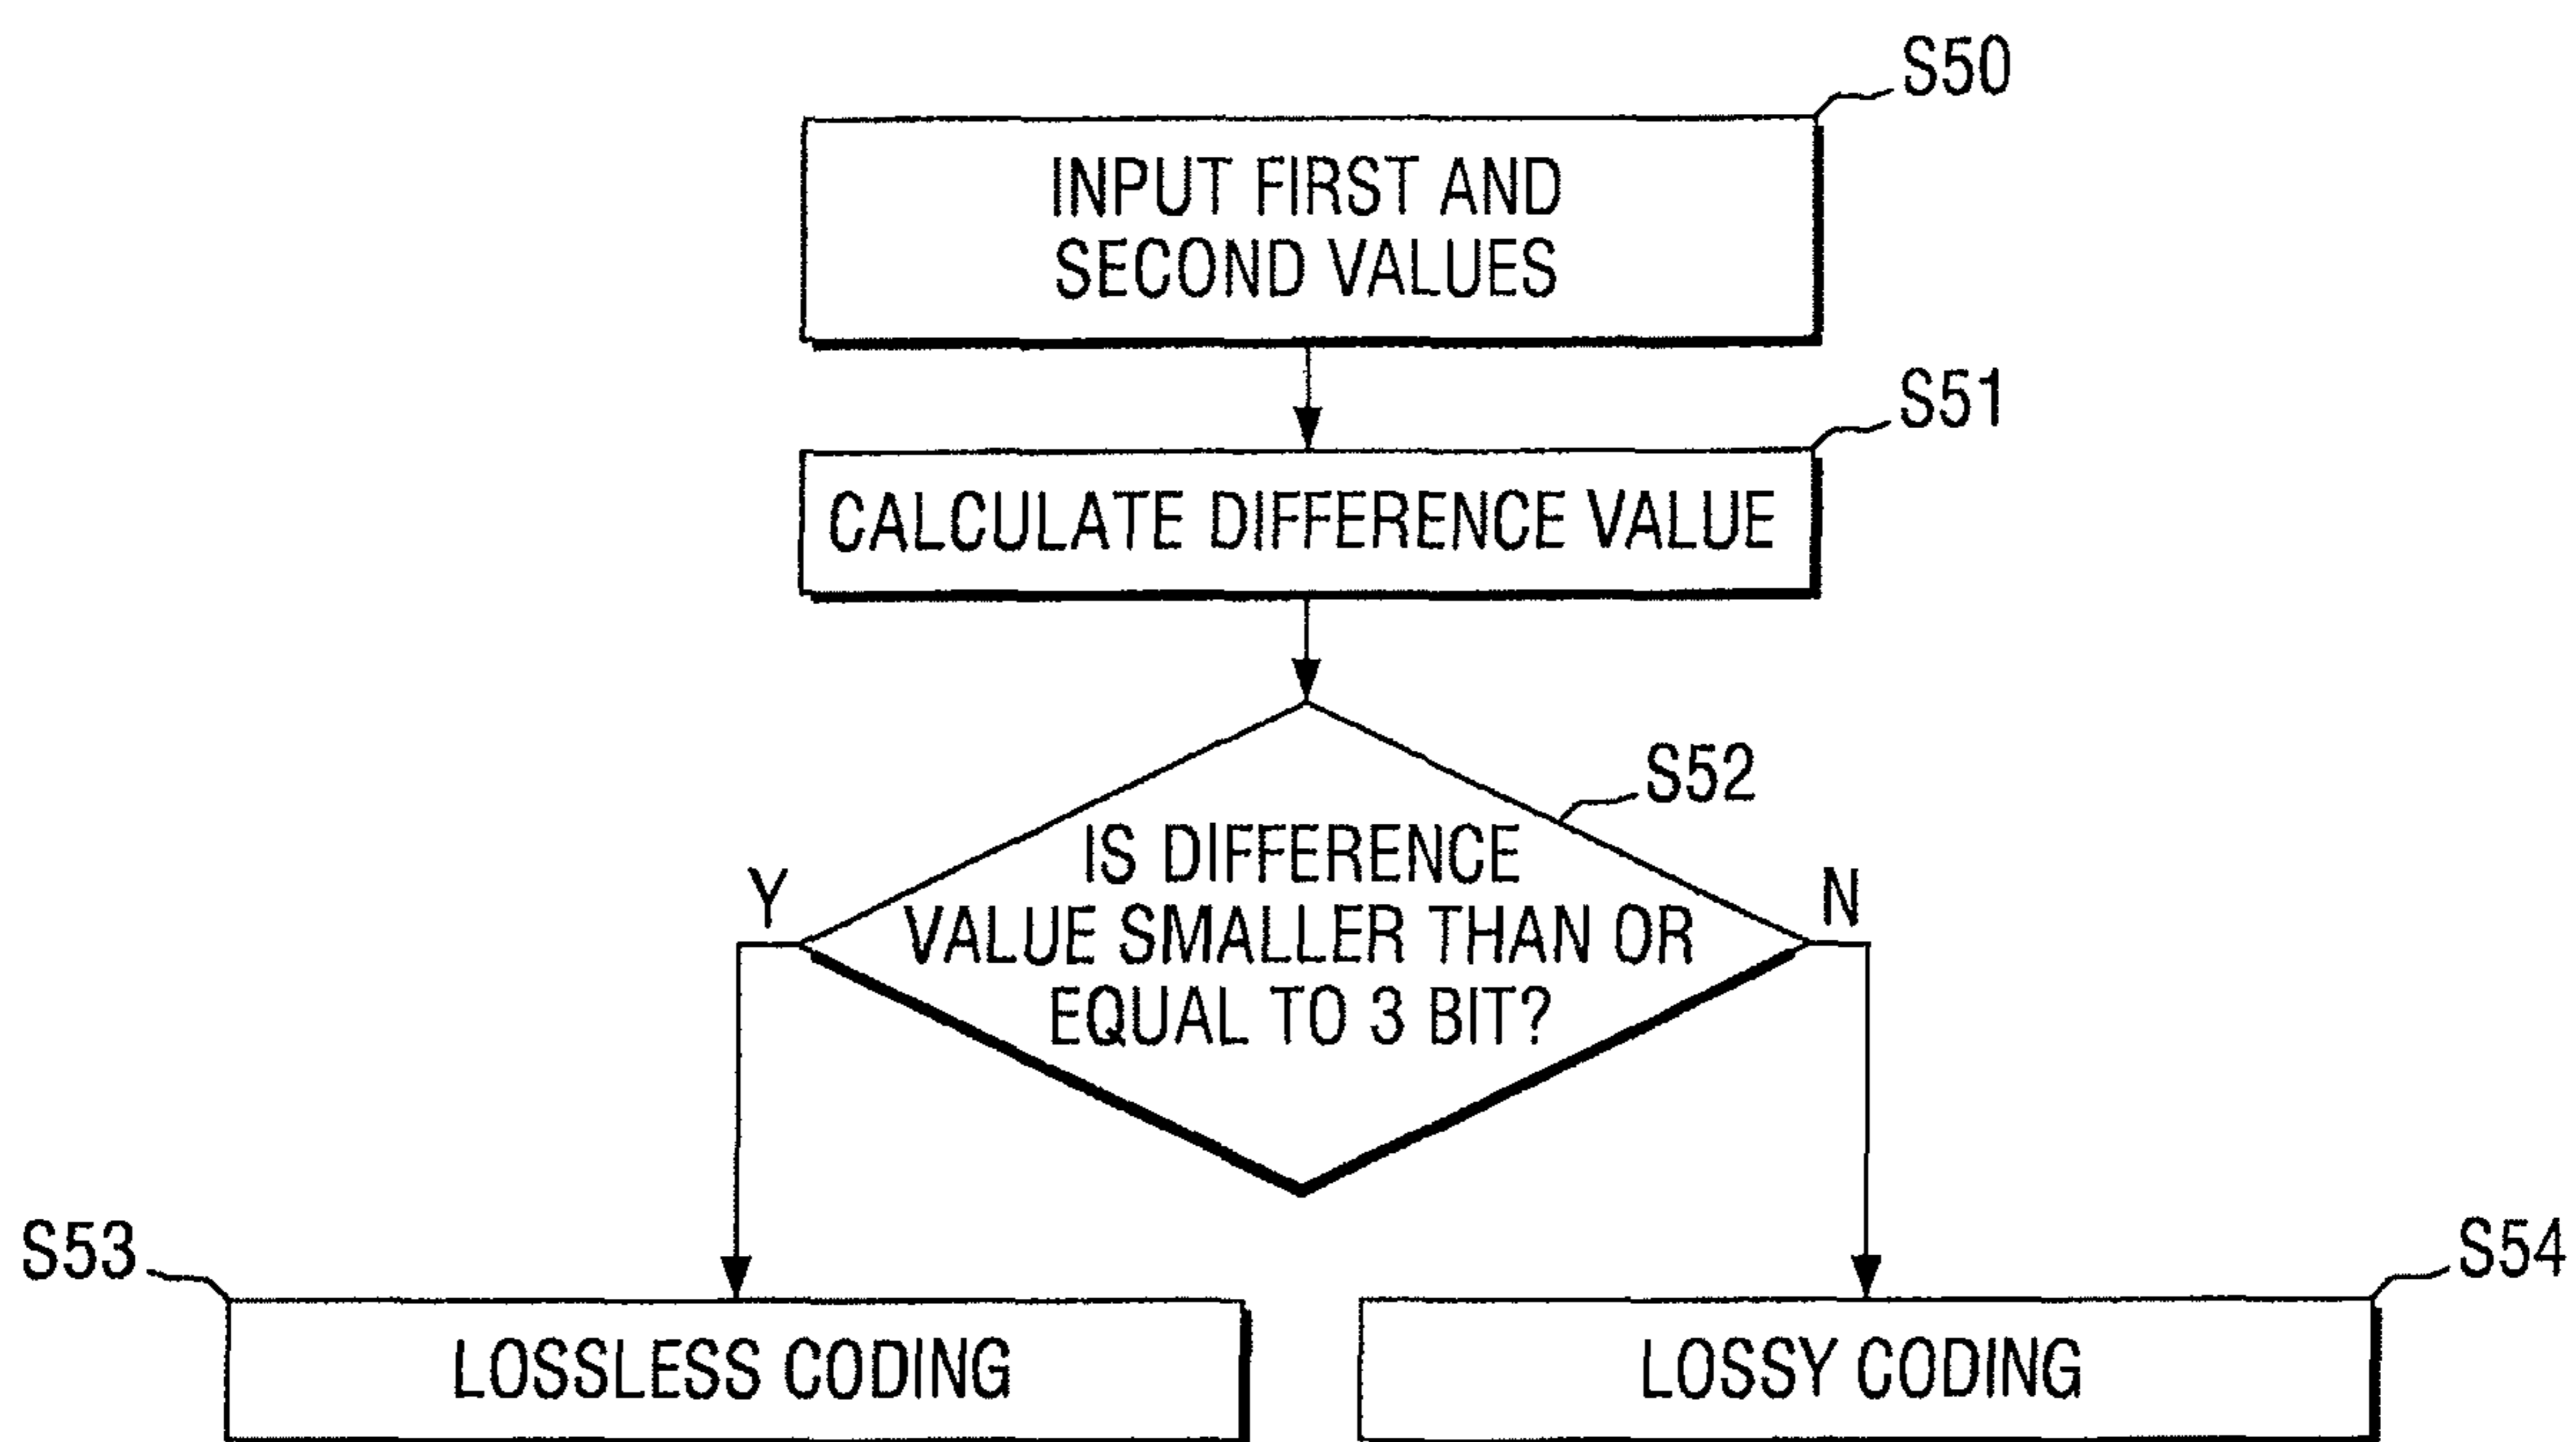 S50
INPUT FIRST AND
SECOND VALUES
S51
CALCULATE DIFFERENCE VALUE
S52
IS DIFFERENCE
VALUE SMALLER THAN OR
EQUAL TO 3 BIT?
Y
N
S53
LOSSLESS CODING
S54
LOSSY CODING